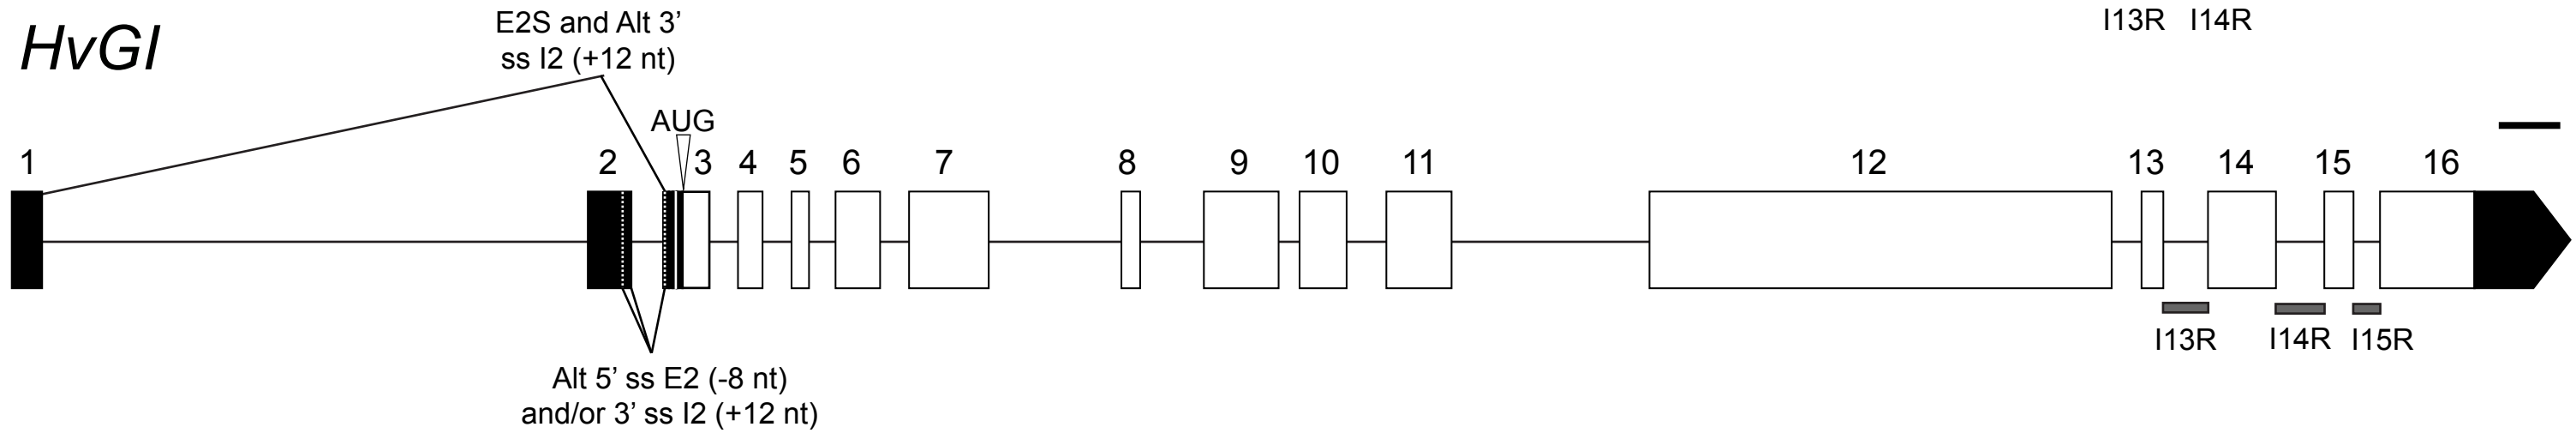 HvGI
E2S and Alt 3’
ss I2 (+12 nt)
I13R I14R
AUG
1 2 3 4 5 6 7 8 9 10 11 12 13 14 15 16
I13R I14R I15R
Alt 5’ ss E2 (-8 nt)
and/or 3’ ss I2 (+12 nt)